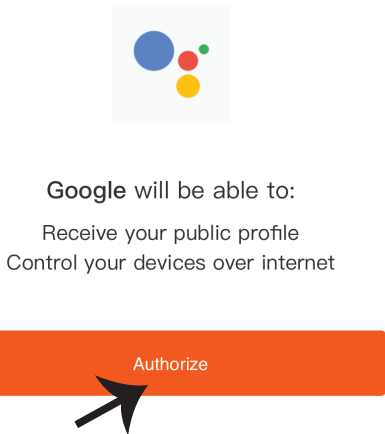 Google will be able to:
Receive your public profile
Control your devices over internet
Authorize